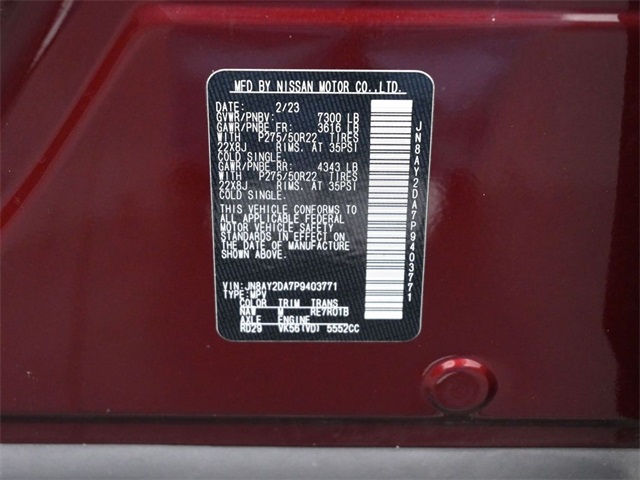 MFD BY NISSAN MOTOR CO.,LTD.
DATE: 2/23
GVWR/PNBV: 7300 LB
GAWR/PNBE FR: 3616 LB
WITH P275/50R22 TIRES
22X8J RIMS. AT 35PSI
COLD SINGLE.
GAWR/PNBE RR: 4343 LB
WITH P275/50R22 TIRES
22X8J RIMS. AT 35PSI
COLD SINGLE.
THIS VEHICLE CONFORMS TO
ALL APPLICABLE FEDERAL
MOTOR VEHICLE SAFETY
STANDARDS IN EFFECT ON
THE DATE OF MANUFACTURE
SHOWN ABOVE.
VIN:JN8AY2DA7P9403771
TYPE:MPV
COLOR TRIM TRANS
NAW M RE7R01B
AXLE ENGINE
RD29 VK56(VD) 5552CC
JN8AY2DA7P9403771